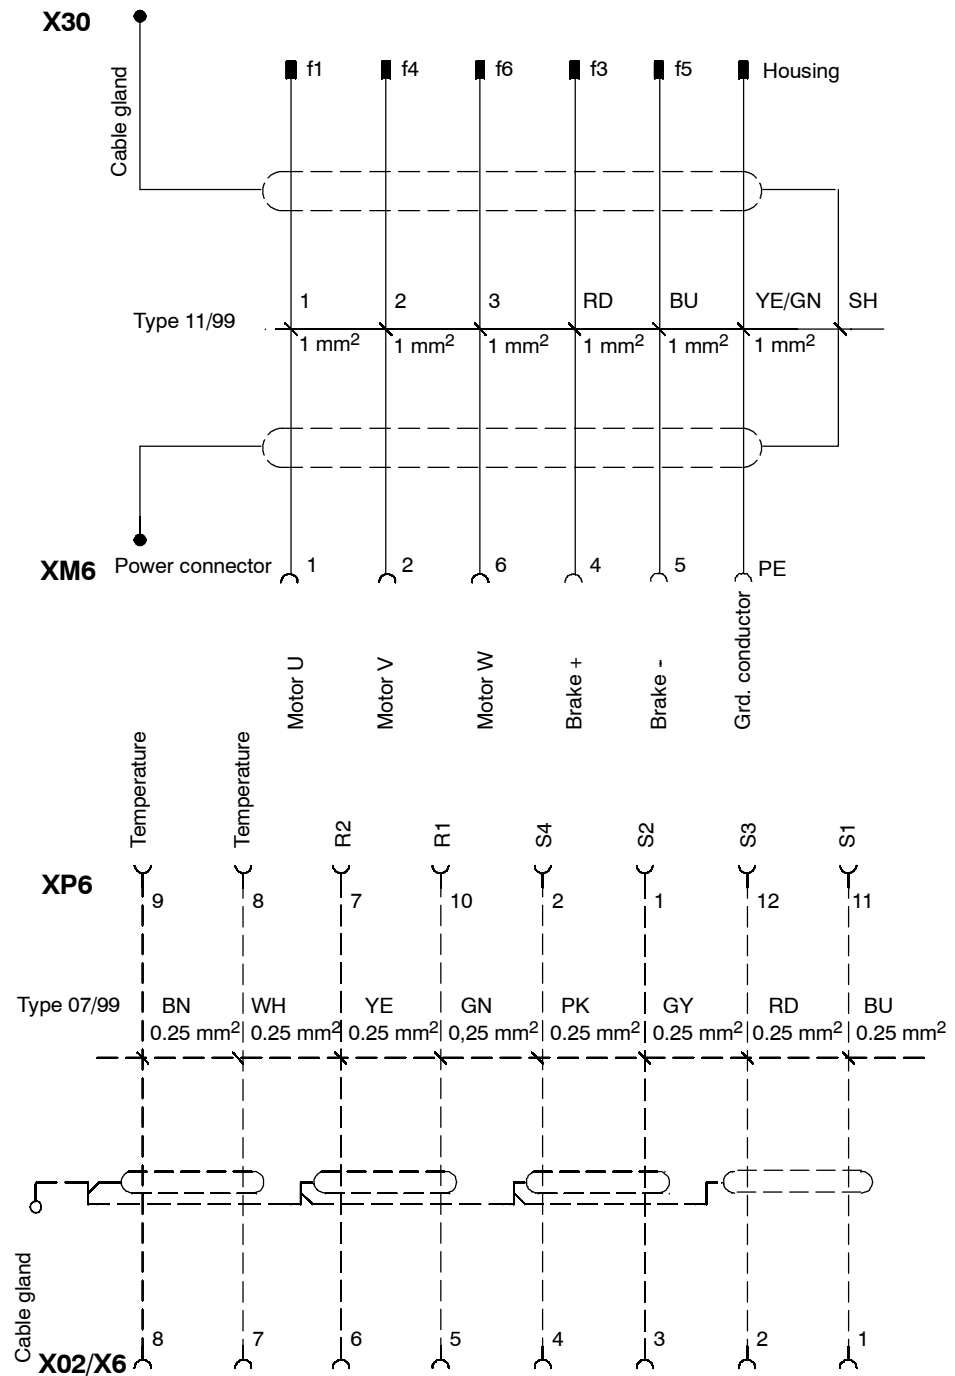 X30
Cable gland
f1 f4 f6 f3 f5 Housing
1 2 3 RD BU YE/GN SH
Type 11/99
1 mm² 1 mm² 1 mm² 1 mm² 1 mm² 1 mm²
XM6 Power connector 1 2 6 4 5 PE
Motor U
Motor V
Motor W
Brake +
Brake -
Grd. conductor
Temperature
Temperature
R2
R1
S4
S2
S3
S1
XP6
9 8 7 10 2 1 12 11
Type 07/99 BN WH YE GN PK GY RD BU
0.25 mm² 0.25 mm² 0.25 mm² 0,25 mm² 0.25 mm² 0.25 mm² 0.25 mm² 0.25 mm²
Cable gland
8 7 6 5 4 3 2 1
X02/X6